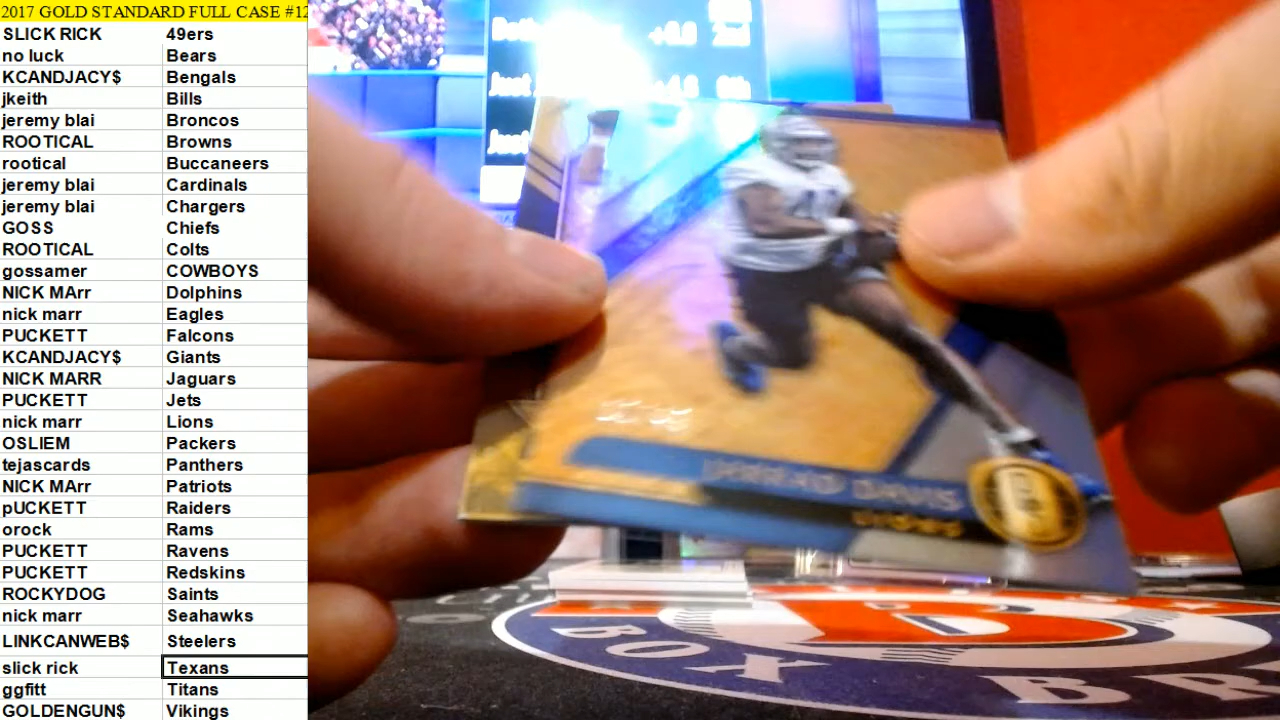 2017 GOLD STANDARD FULL CASE #12
SLICK RICK 49ers
no luck Bears
KCANDJACY$ Bengals
jkeith Bills
jeremy blai Broncos
ROOTICAL Browns
rootical Buccaneers
jeremy blai Cardinals
jeremy blai Chargers
GOSS Chiefs
ROOTICAL Colts
gossamer COWBOYS
NICK MArr Dolphins
nick marr Eagles
PUCKETT Falcons
KCANDJACY$ Giants
NICK MARR Jaguars
PUCKETT Jets
nick marr Lions
OSLIEM Packers
tejascards Panthers
NICK MArr Patriots
pUCKETT Raiders
orock Rams
PUCKETT Ravens
PUCKETT Redskins
ROCKYDOG Saints
nick marr Seahawks
LINKCANWEB$ Steelers
slick rick Texans
ggfitt Titans
GOLDENGUN$ Vikings
2nd
JARRAD DAVIS
LIONS
BOX BR